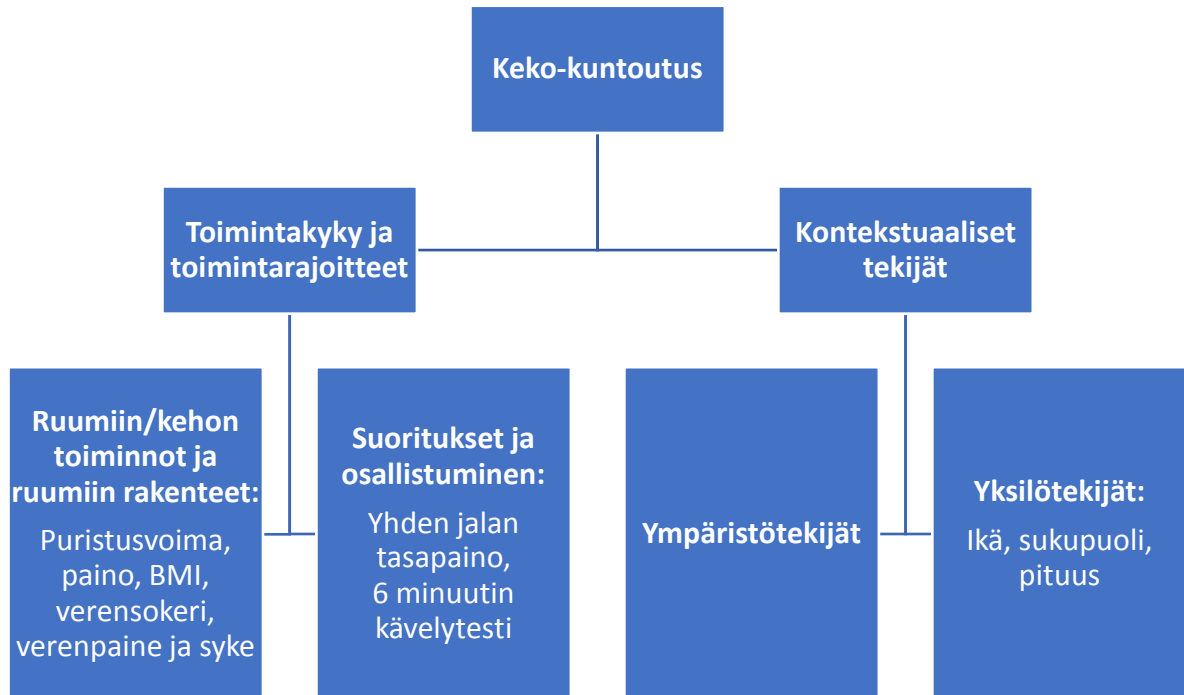 Keko-kuntoutus
Toimintakyky ja
toimintarajoitteet
Kontekstuaaliset
tekijät
Ruumiin/kehon
toiminnot ja
ruumiin rakenteet:
Puristusvoima,
paino, BMI,
verensokeri,
verenpaine ja syke
Suoritukset ja
osallistuminen:
Yhden jalan
tasapaino,
6 minuutin
kävelytesti
Ympäristötekijät
Yksilötekijät:
Ikä, sukupuoli,
pituus